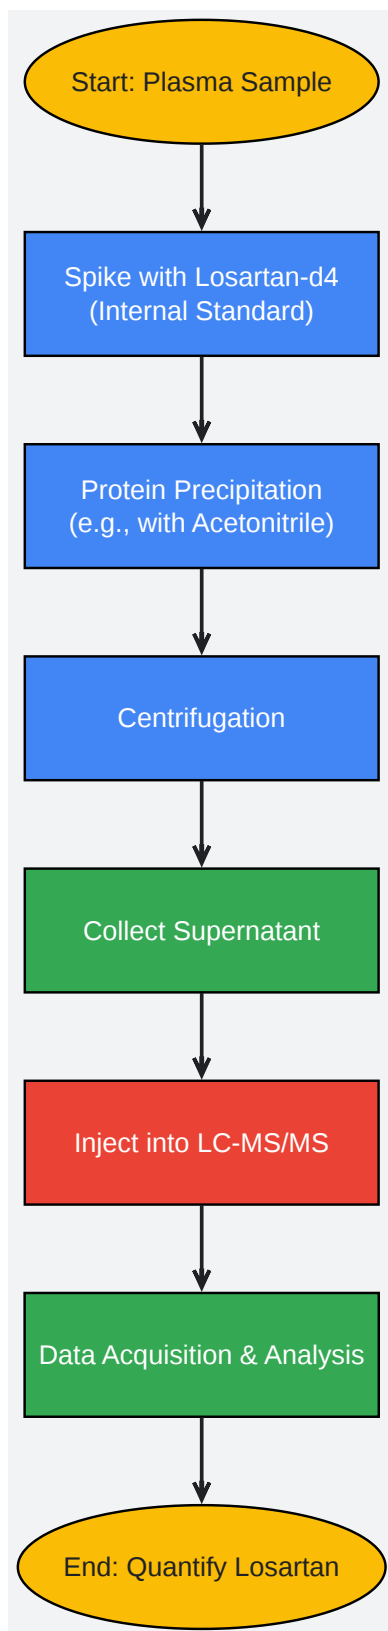 Start: Plasma Sample
Spike with Losartan-d4
(Internal Standard)
Protein Precipitation
(e.g., with Acetonitrile)
Centrifugation
Collect Supernatant
Inject into LC-MS/MS
Data Acquisition & Analysis
End: Quantify Losartan